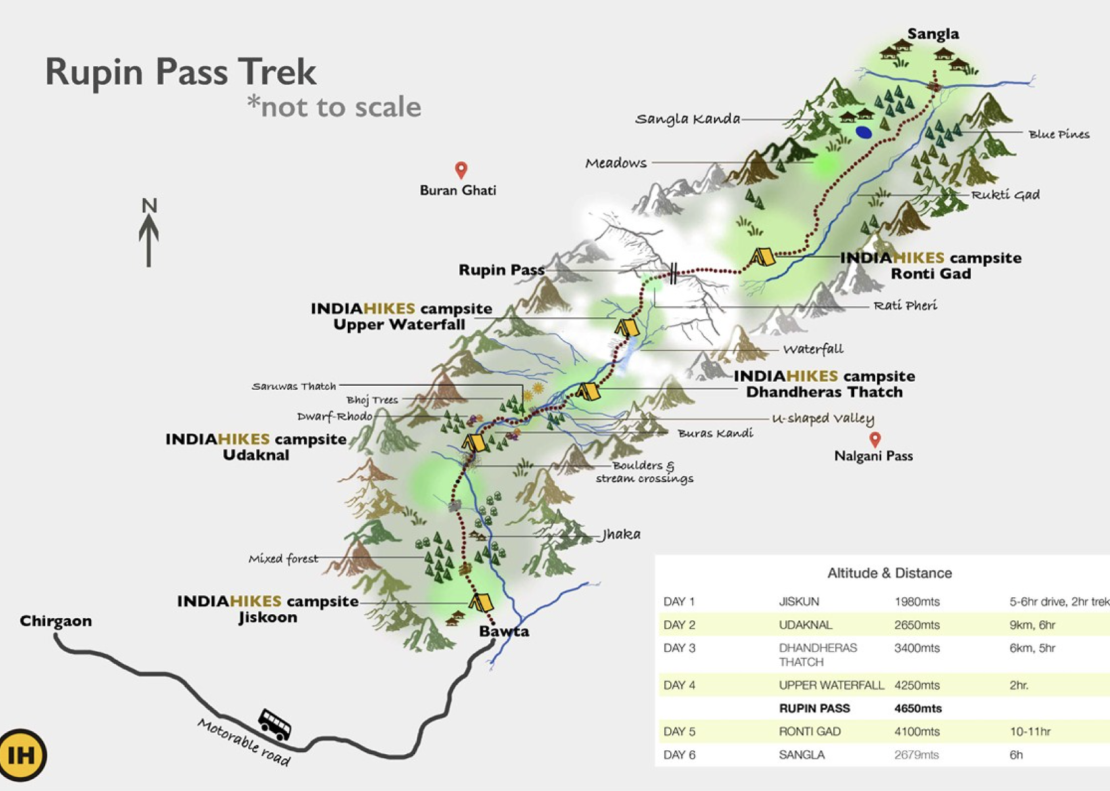 Rupin Pass Trek
*not to scale
Sangla
Sangla Kanda
Blue Pines
Meadows
Buran Ghati
Rukti Gad
N
Rupin Pass
INDIAHIKES campsite
Ronti Gad
INDIAHIKES campsite
Upper Waterfall
Rati Pheri
Waterfall
INDIAHIKES campsite
Dhandheras Thatch
Saruwas Thatch
Bhoj Trees
Dwarf-Rhodo
U-shaped Valley
INDIAHIKES campsite
Udaknal
Buras Kandi
Nalgani Pass
Boulders &
stream crossings
Jhaka
Mixed forest
INDIAHIKES campsite
Jiskoon
Chirgaon
Bawta
Motorable road
IH
Altitude & Distance
DAY 1 JISKUN 1980mts 5-6hr drive, 2hr trek
DAY 2 UDAKNAL 2650mts 9km, 6hr
DAY 3 DHANDHERAS 3400mts 6km, 5hr
THATCH
DAY 4 UPPER WATERFALL 4250mts 2hr.
RUPIN PASS 4650mts
DAY 5 RONTI GAD 4100mts 10-11hr
DAY 6 SANGLA 2679mts 6h